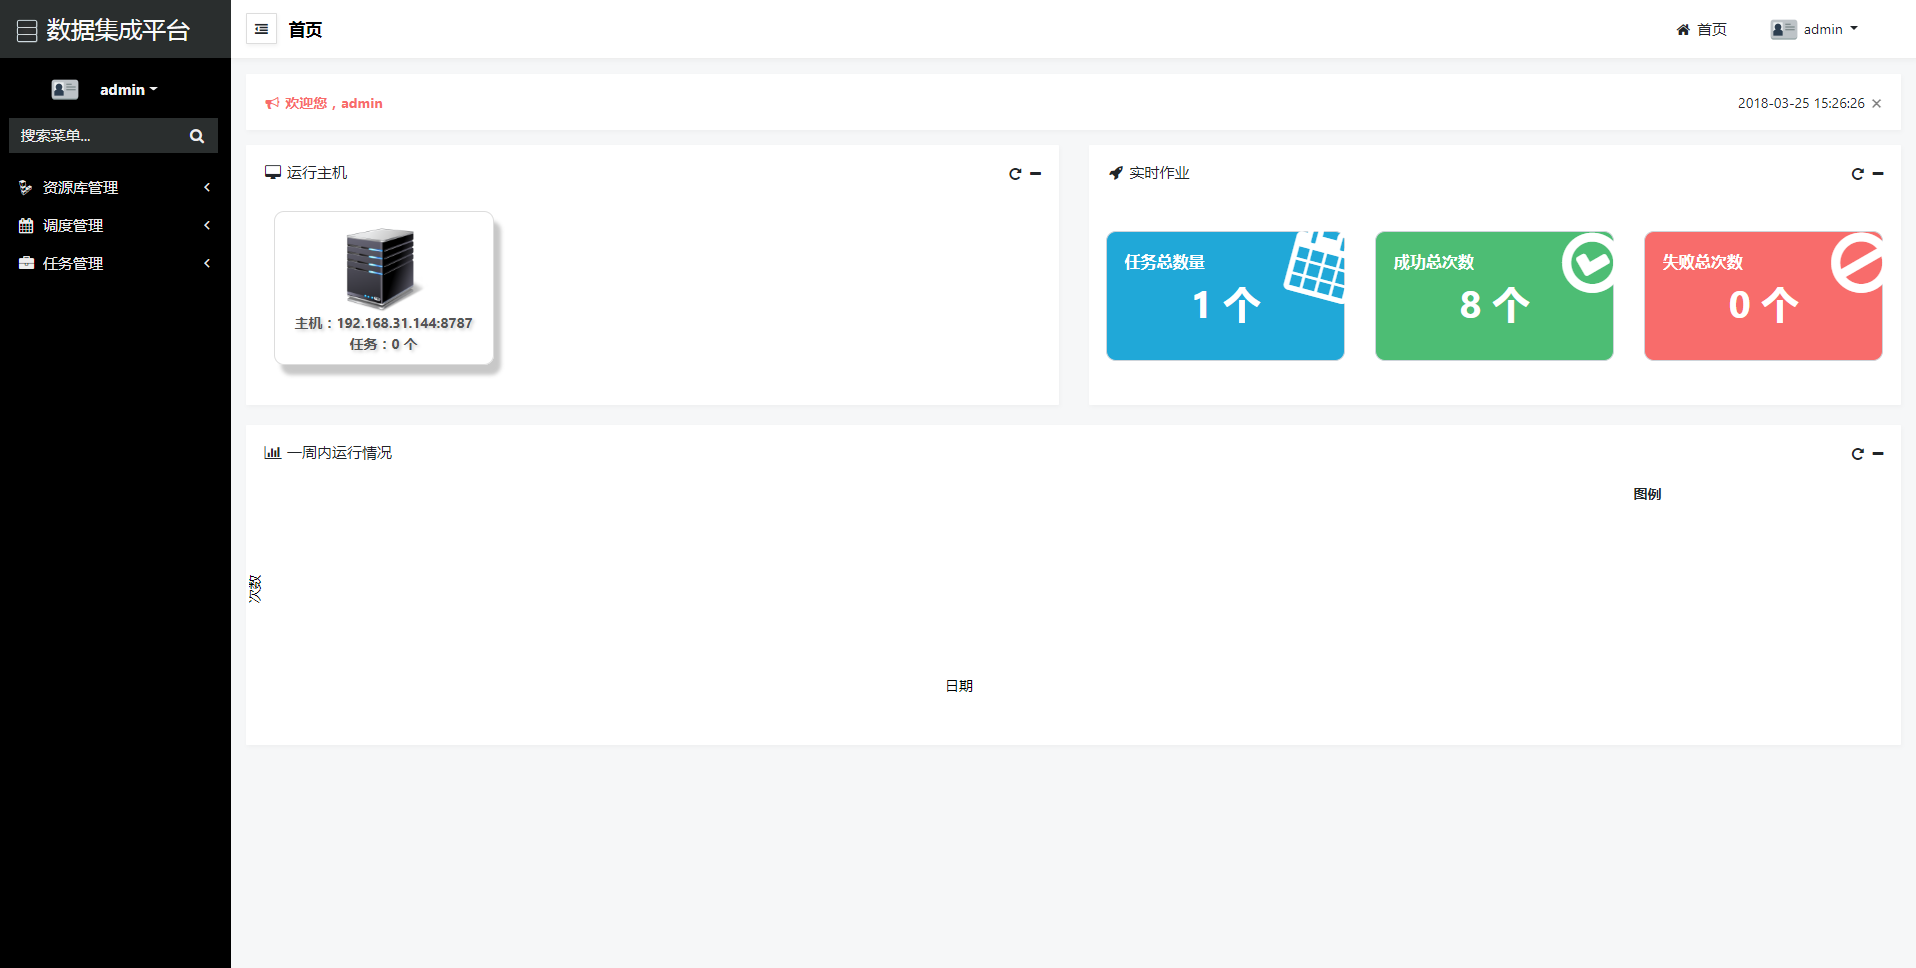 数据集成平台
首页
首页
admin
admin
搜索菜单...
资源库管理
调度管理
任务管理
欢迎您，admin
2018-03-25 15:26:26 ×
运行主机
主机：192.168.31.144:8787
任务：0 个
实时作业
任务总数量
1 个
成功总次数
8 个
失败总次数
0 个
一周内运行情况
图例
次数
日期